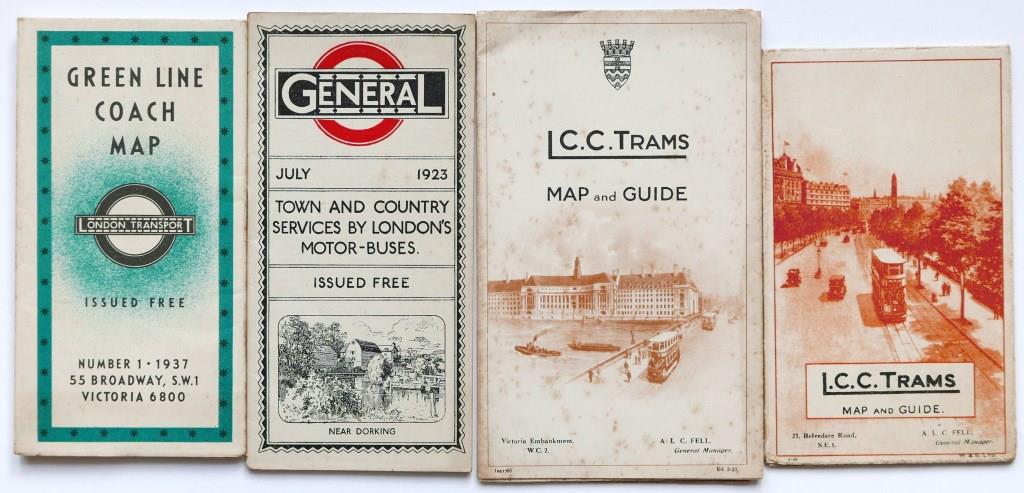 GREEN LINE
COACH
MAP
LONDON TRANSPORT
ISSUED FREE
NUMBER 1 · 1937
55 BROADWAY, S.W.1
VICTORIA 6800
GENERAL
JULY 1923
TOWN AND COUNTRY
SERVICES BY LONDON'S
MOTOR-BUSES.
ISSUED FREE
NEAR DORKING
L.C.C. TRAMS
MAP and GUIDE
Victoria Embankment,
W.C. 2.
A. L. C. FELL,
General Manager.
L.C.C. TRAMS
MAP AND GUIDE.
23, Belvedere Road,
S.E.1.
A. L. C. FELL,
General Manager.